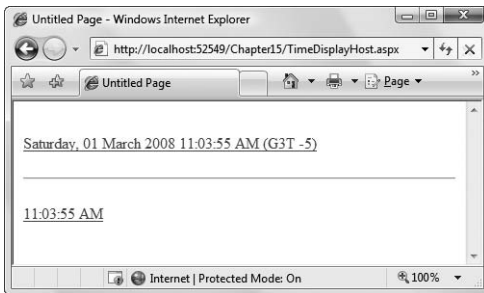 Untitled Page - Windows Internet Explorer
http://localhost:52549/Chapter15/TimeDisplayHost.aspx
Untitled Page
Page
Saturday, 01 March 2008 11:03:55 AM (G3T -5)
11:03:55 AM
Internet | Protected Mode: On
100%